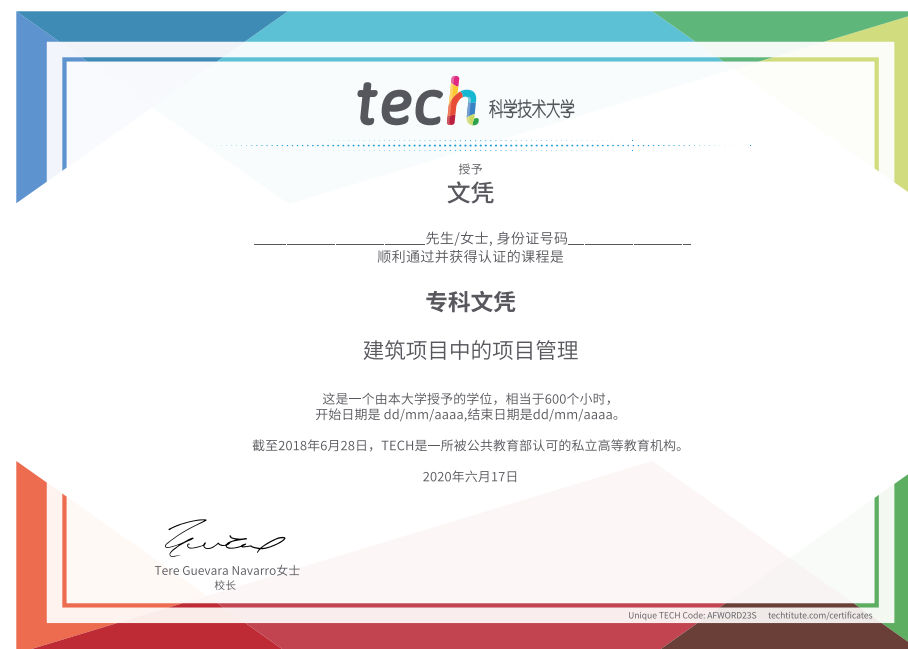 tech 科学技术大学
授予
文凭
_____________________先生/女士, 身份证号码_______________
顺利通过并获得认证的课程是
专科文凭
建筑项目中的项目管理
这是一个由本大学授予的学位，相当于600个小时，
开始日期是 dd/mm/aaaa,结束日期是dd/mm/aaaa。
截至2018年6月28日，TECH是一所被公共教育部认可的私立高等教育机构。
2020年六月17日
Tere Guevara Navarro女士
校长
Unique TECH Code: AFWORD23S techtitute.com/certificates